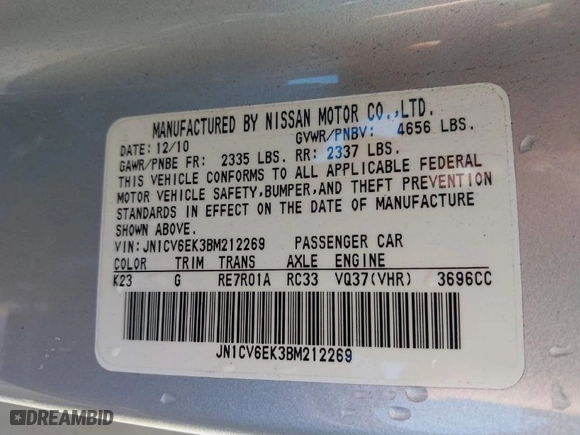 MANUFACTURED BY NISSAN MOTOR CO.,LTD.
DATE: 12/10 GVWR/PNBV: 4656 LBS.
GAWR/PNBE FR: 2335 LBS. RR: 2337 LBS.
THIS VEHICLE CONFORMS TO ALL APPLICABLE FEDERAL
MOTOR VEHICLE SAFETY,BUMPER,AND THEFT PREVENTION
STANDARDS IN EFFECT ON THE DATE OF MANUFACTURE
SHOWN ABOVE.
VIN:JN1CV6EK3BM212269 PASSENGER CAR
COLOR TRIM TRANS AXLE ENGINE
K23 G RE7R01A RC33 VQ37(VHR) 3696CC
JN1CV6EK3BM212269
DREAMBID